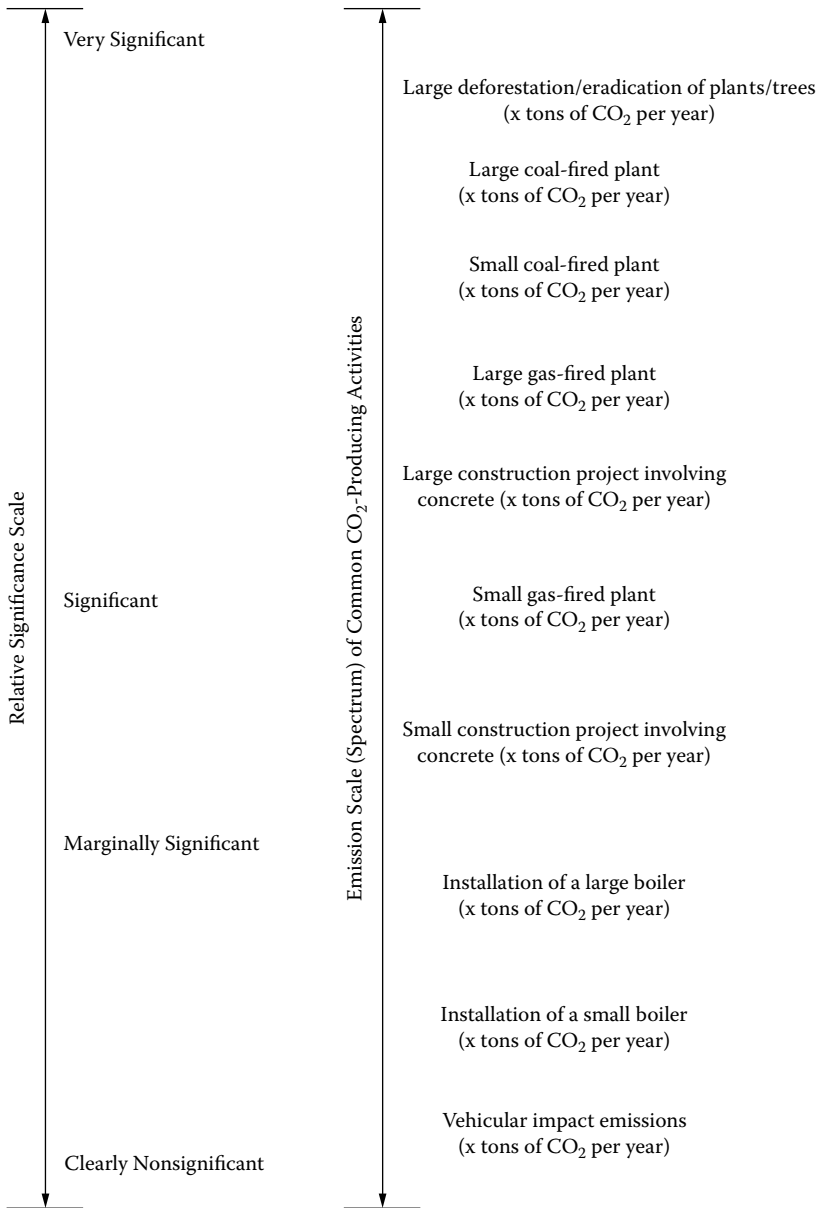 Relative Significance Scale
Very Significant
Significant
Marginally Significant
Clearly Nonsignificant
Emission Scale (Spectrum) of Common CO₂-Producing Activities
Large deforestation/eradication of plants/trees
(x tons of CO₂ per year)
Large coal-fired plant
(x tons of CO₂ per year)
Small coal-fired plant
(x tons of CO₂ per year)
Large gas-fired plant
(x tons of CO₂ per year)
Large construction project involving
concrete (x tons of CO₂ per year)
Small gas-fired plant
(x tons of CO₂ per year)
Small construction project involving
concrete (x tons of CO₂ per year)
Installation of a large boiler
(x tons of CO₂ per year)
Installation of a small boiler
(x tons of CO₂ per year)
Vehicular impact emissions
(x tons of CO₂ per year)